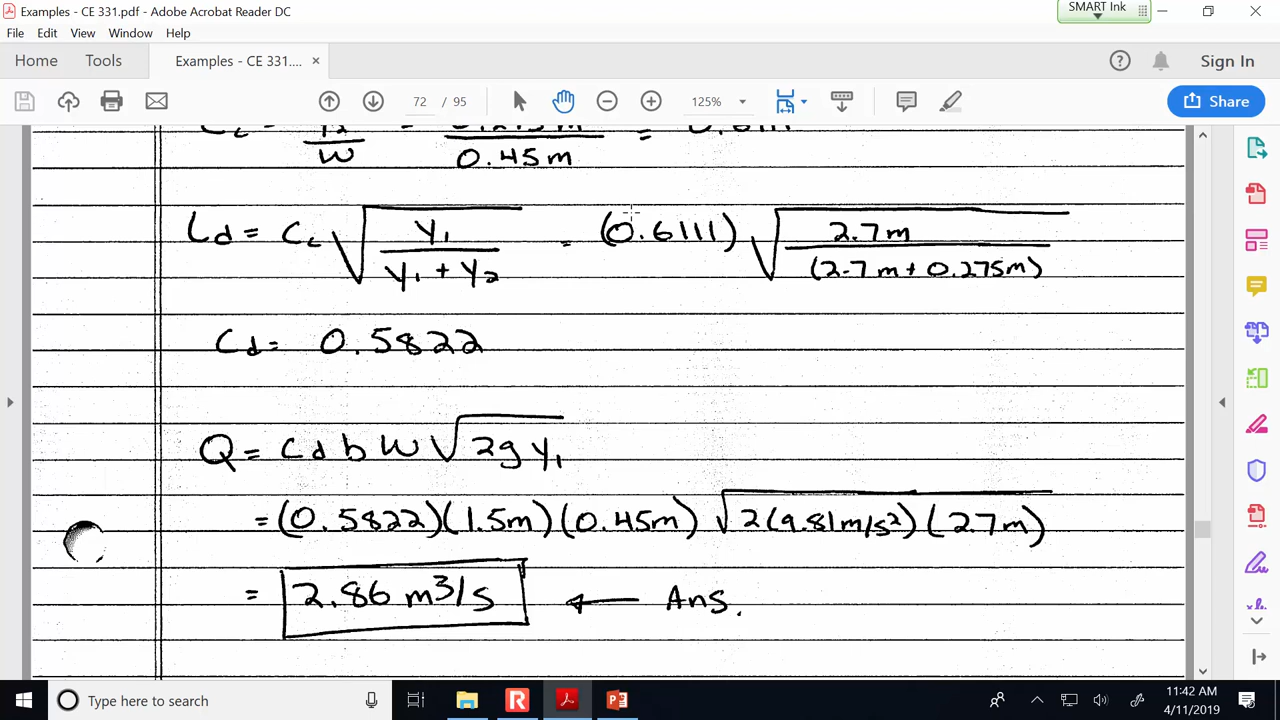 Examples - CE 331.pdf - Adobe Acrobat Reader DC
SMART Ink
File Edit View Window Help
Home Tools Examples - CE 331.... ×
Sign In
72 / 95 125% Share
W 0.45m
Cd = Cc √ Y1 / (Y1 + Y2) = (0.6111) √ 2.7m / (2.7m + 0.275m)
Cd = 0.5822
Q = Cd b W √ 2g y1
= (0.5822)(1.5m)(0.45m) √ 2(9.81m/s²)(2.7m)
= 2.86 m³/s ← Ans.
Type here to search
11:42 AM
4/11/2019